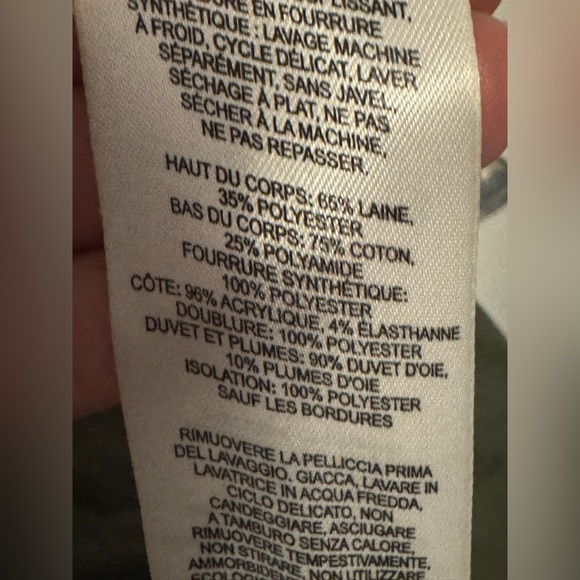 URE EN FOURRURE
SYNTHÉTIQUE : LAVAGE MACHINE
À FROID, CYCLE DÉLICAT, LAVER
SÉPARÉMENT, SANS JAVEL,
SÉCHAGE À PLAT, NE PAS
SÉCHER À LA MACHINE,
NE PAS REPASSER.
HAUT DU CORPS: 65% LAINE,
35% POLYESTER
BAS DU CORPS: 75% COTON,
25% POLYAMIDE
FOURRURE SYNTHÉTIQUE:
100% POLYESTER
CÔTE: 96% ACRYLIQUE, 4% ÉLASTHANNE
DOUBLURE: 100% POLYESTER
DUVET ET PLUMES: 90% DUVET D'OIE,
10% PLUMES D'OIE
ISOLATION: 100% POLYESTER
SAUF LES BORDURES
RIMUOVERE LA PELLICCIA PRIMA
DEL LAVAGGIO. GIACCA, LAVARE IN
LAVATRICE IN ACQUA FREDDA,
CICLO DELICATO, NON
CANDEGGIARE, ASCIUGARE
A TAMBURO SENZA CALORE,
RIMUOVERE TEMPESTIVAMENTE,
NON STIRARE, NON UTILIZZARE